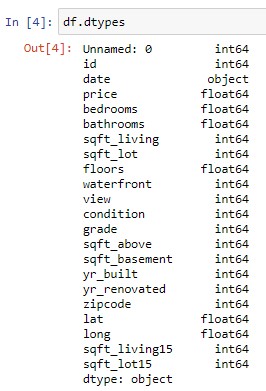 In [4]: df.dtypes
Out[4]: Unnamed: 0 int64
id int64
date object
price float64
bedrooms float64
bathrooms float64
sqft_living int64
sqft_lot int64
floors float64
waterfront int64
view int64
condition int64
grade int64
sqft_above int64
sqft_basement int64
yr_built int64
yr_renovated int64
zipcode int64
lat float64
long float64
sqft_living15 int64
sqft_lot15 int64
dtype: object